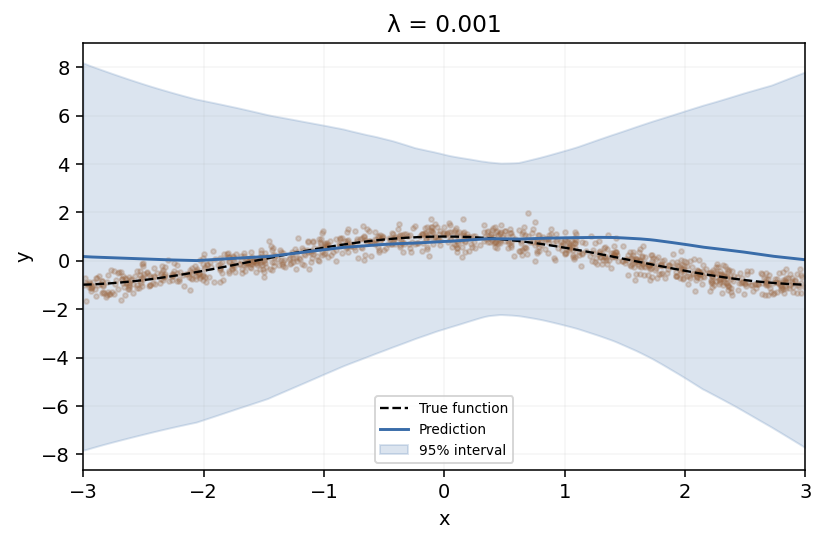 λ = 0.001
8
6
4
2
0
−2
−4
−6
−8
y
True function
Prediction
95% interval
−3 −2 −1 0 1 2 3
x